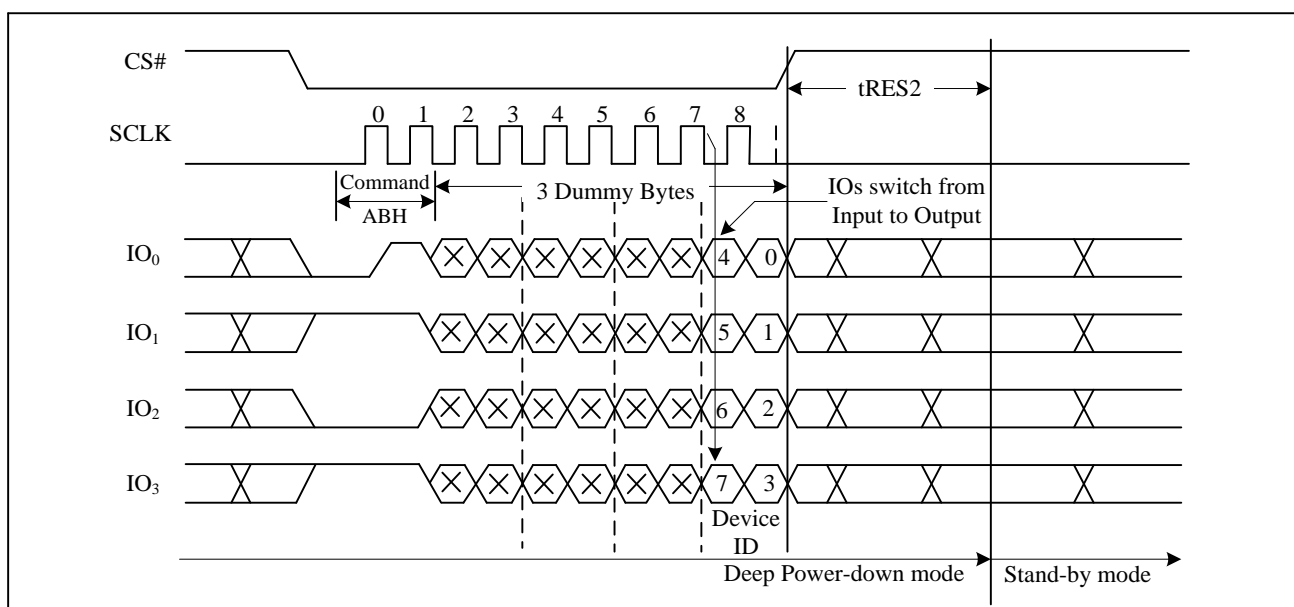 CS#
tRES2
SCLK
0 1 2 3 4 5 6 7 8
Command
ABH
3 Dummy Bytes
IOs switch from
Input to Output
IO0
4 0
IO1
5 1
IO2
6 2
IO3
7 3
Device
ID
Deep Power-down mode
Stand-by mode